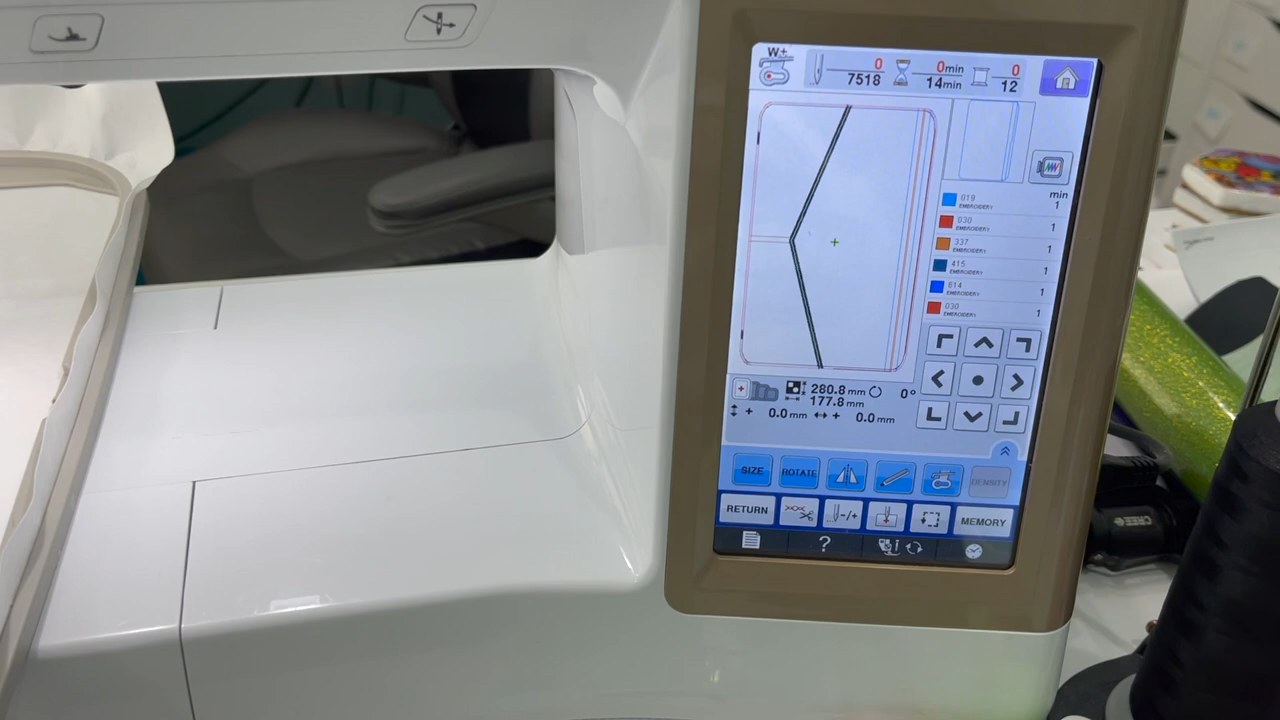 W+
0 0min 0
7518 14min 12
min
019 1
EMBROIDERY
030 1
EMBROIDERY
337 1
EMBROIDERY
415 1
EMBROIDERY
614 1
EMBROIDERY
030 1
EMBROIDERY
280.8 mm 0°
177.8 mm
+ 0.0 mm + 0.0 mm
SIZE ROTATE DENSITY
RETURN -/+ MEMORY
?